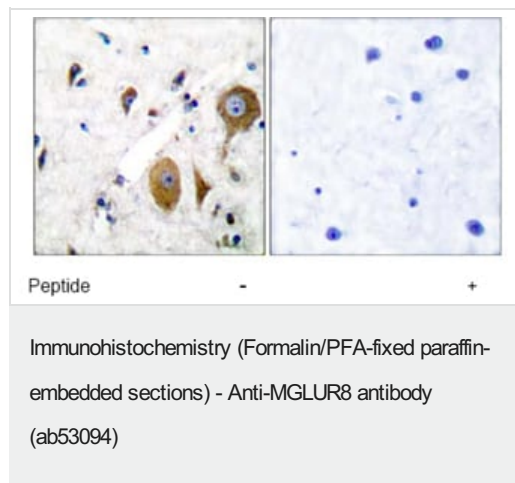 Peptide - +
Immunohistochemistry (Formalin/PFA-fixed paraffin-
embedded sections) - Anti-MGLUR8 antibody
(ab53094)